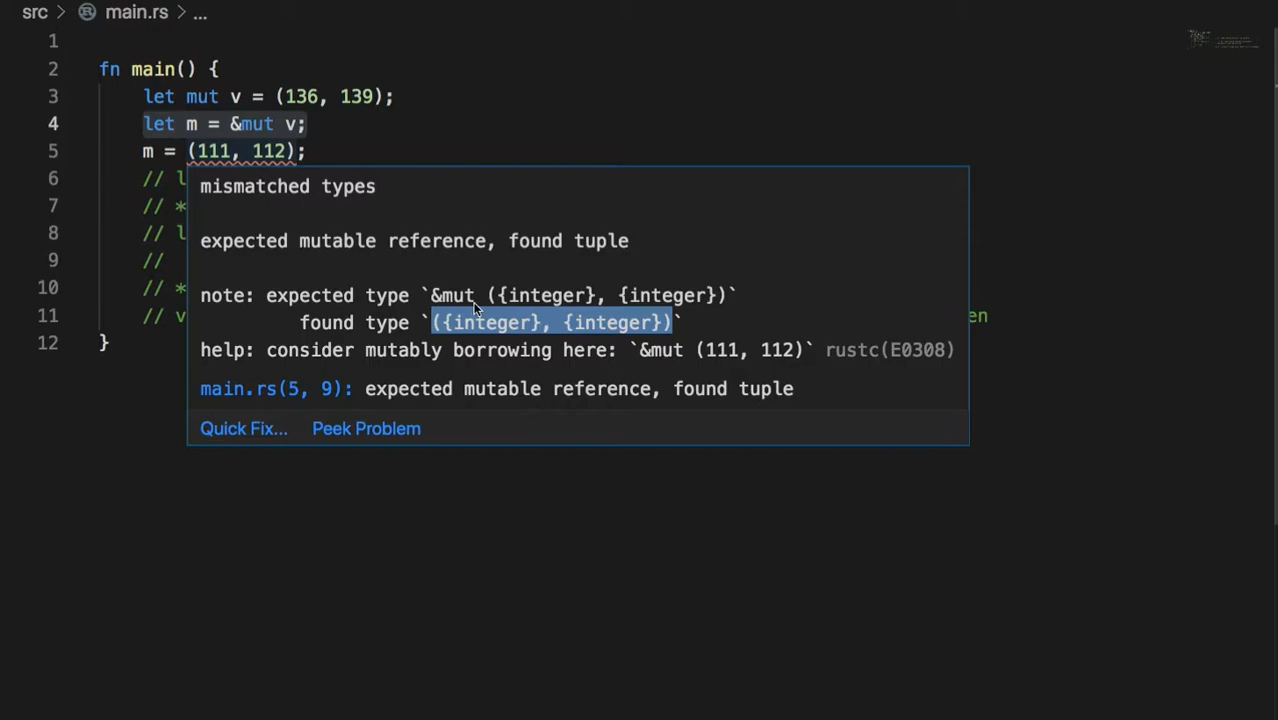 src > main.rs > ...
1
2 fn main() {
3 let mut v = (136, 139);
4 let m = &mut v;
5 m = (111, 112);
6 // l
7 // *
8 // l
9 //
10 // *
11 // v en
12 }
mismatched types
expected mutable reference, found tuple
note: expected type `&mut ({integer}, {integer})`
found type `({integer}, {integer})`
help: consider mutably borrowing here: `&mut (111, 112)` rustc(E0308)
main.rs(5, 9): expected mutable reference, found tuple
Quick Fix... Peek Problem